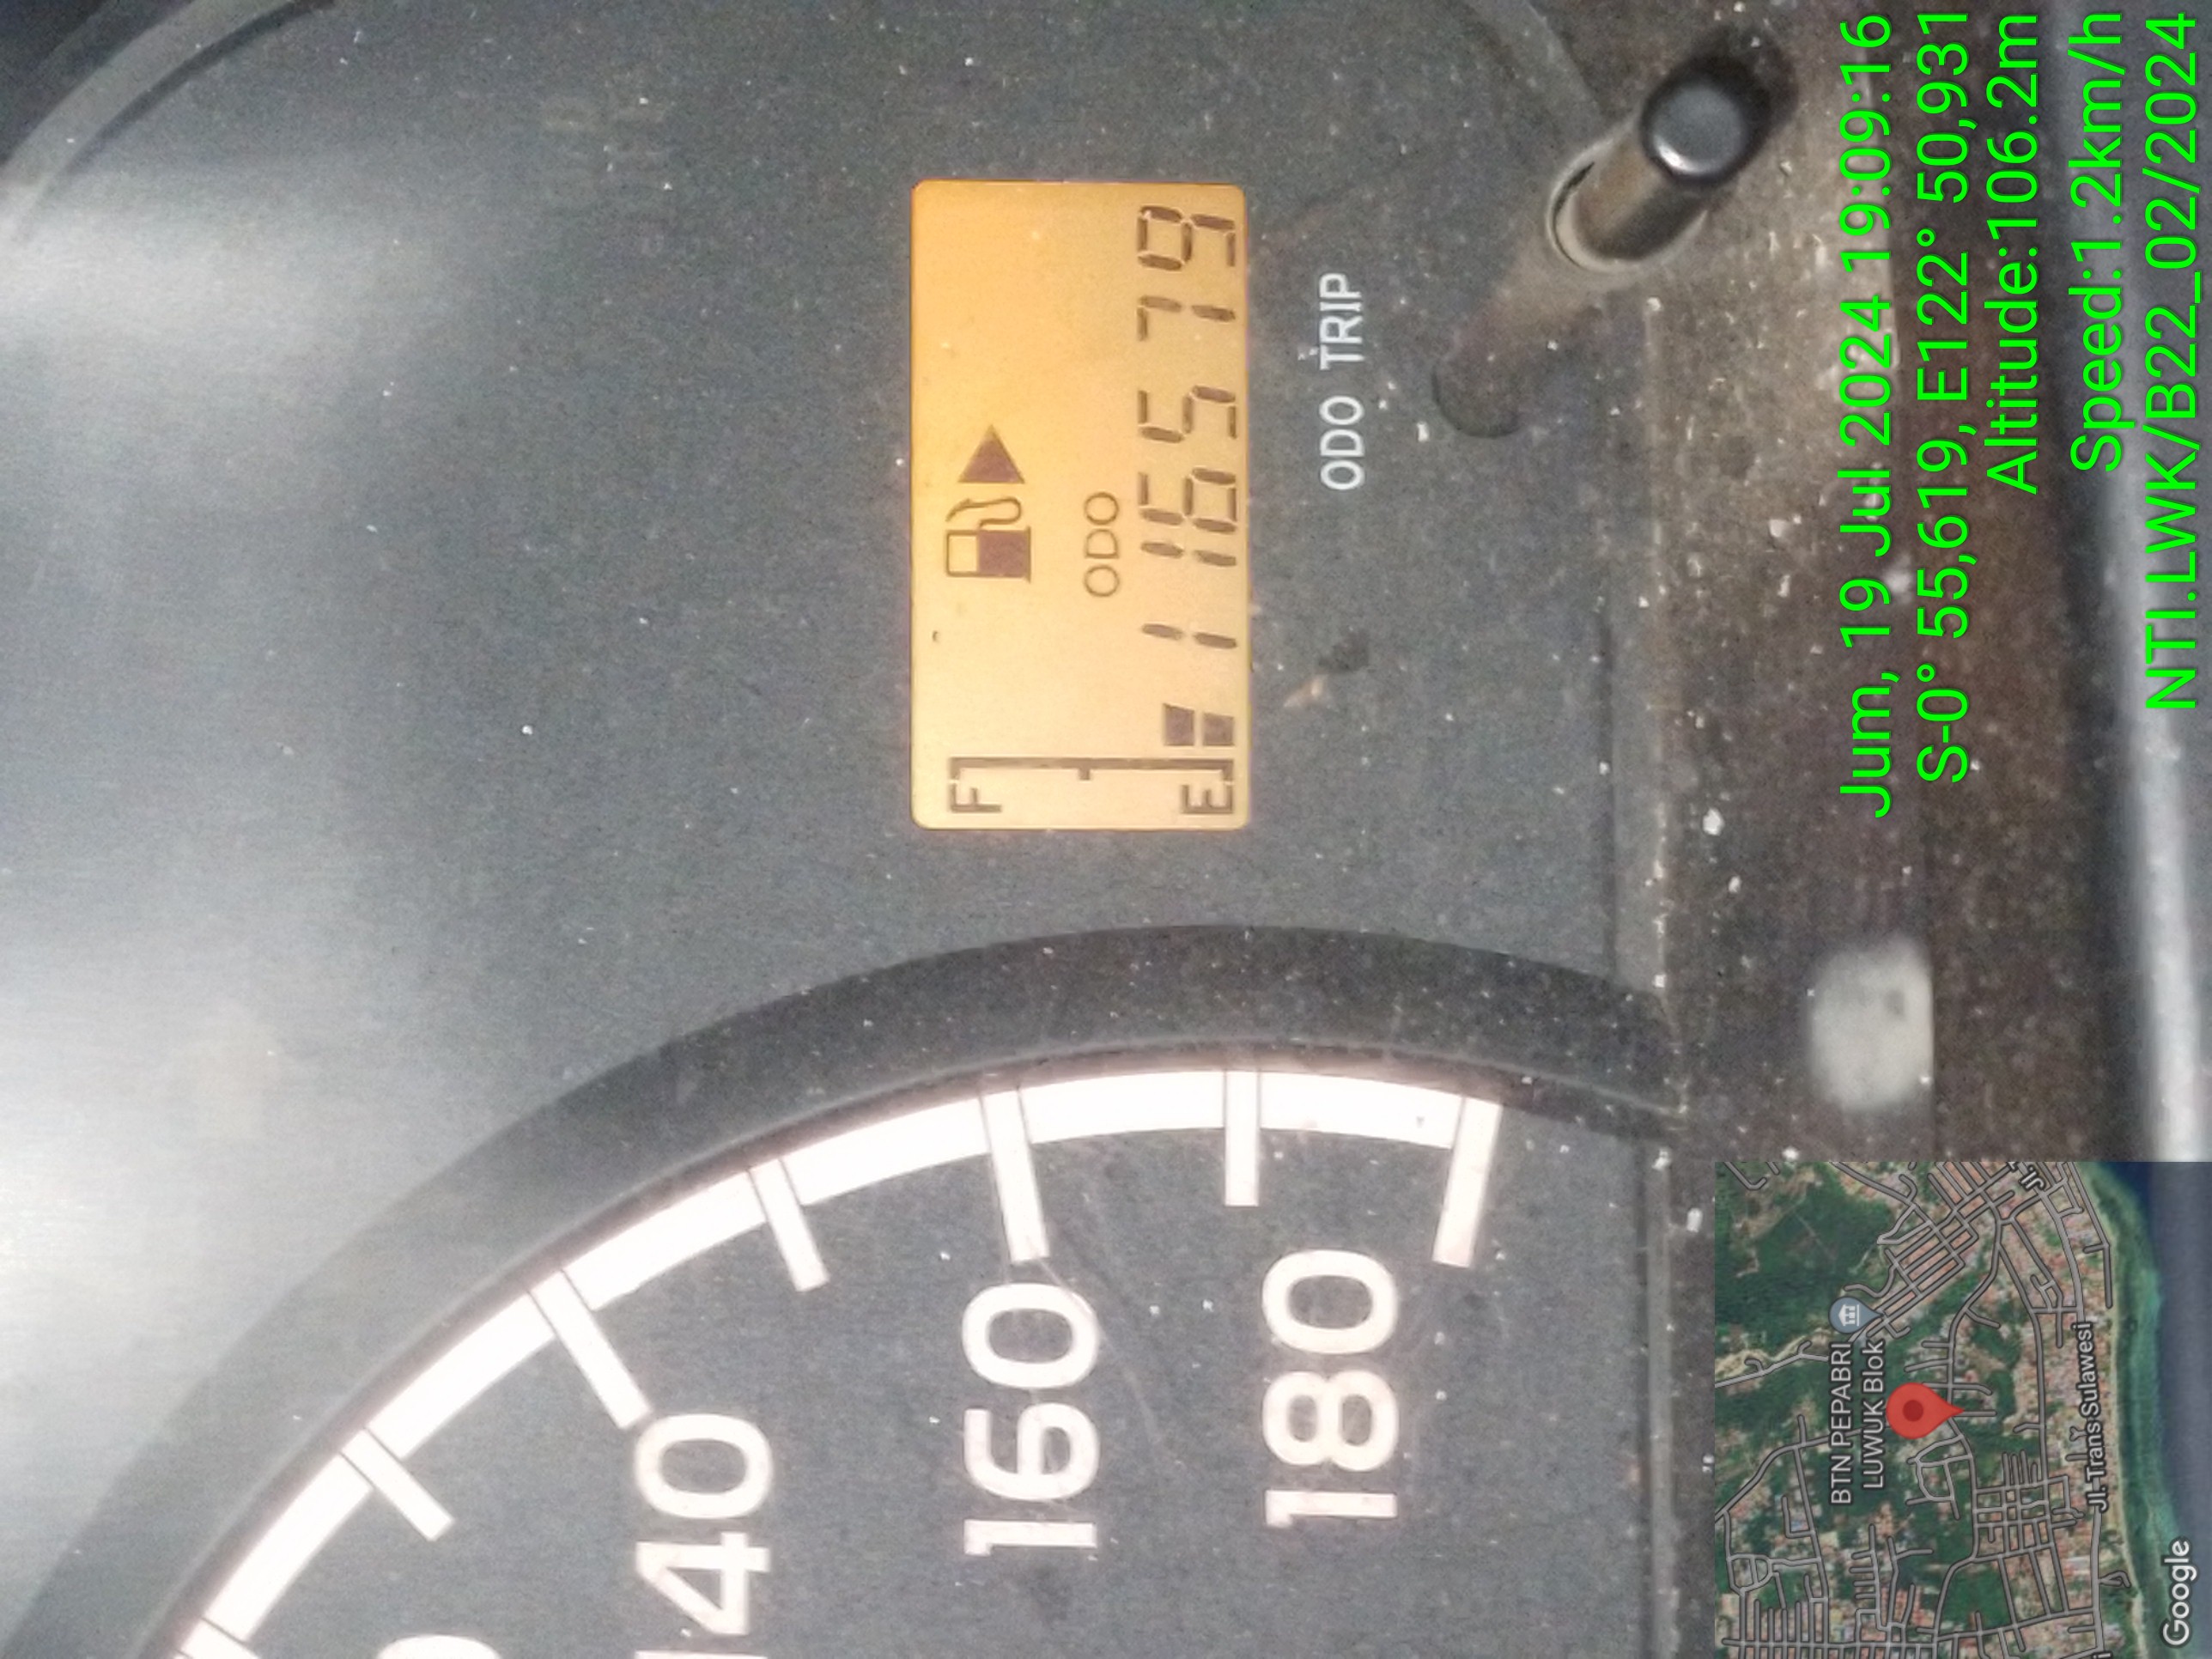 F
ODO
116579
E
ODO TRIP
140
160
180
Jum, 19 Jul 2024 19:09:16
S-0° 55,619, E122° 50,931
Altitude:106.2m
Speed:1.2km/h
NTI.LWK/B22_02/2024
BTN PEPABRI
LUWUK Blok
Jl. Trans Sulawesi
Google